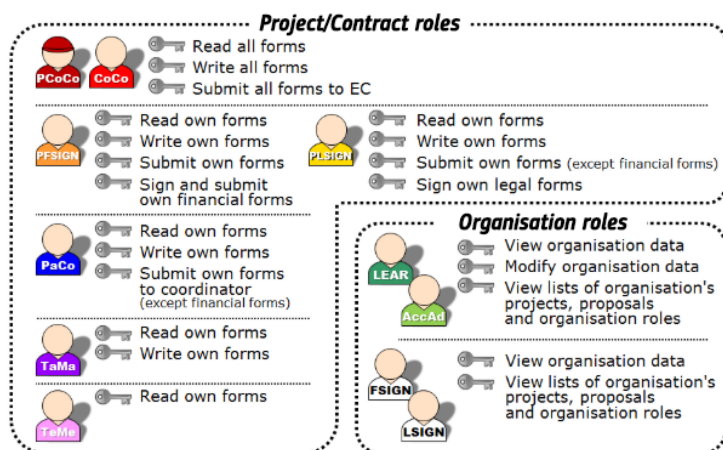 Project/Contract roles
PCoCo
CoCo
Read all forms
Write all forms
Submit all forms to EC
PFSIGN
Read own forms
Write own forms
Submit own forms
Sign and submit
own financial forms
PLSIGN
Read own forms
Write own forms
Submit own forms (except financial forms)
Sign own legal forms
PaCo
Read own forms
Write own forms
Submit own forms
to coordinator
(except financial forms)
TaMa
Read own forms
Write own forms
TeMe
Read own forms
Organisation roles
LEAR
AccAd
View organisation data
Modify organisation data
View lists of organisation's
projects, proposals
and organisation roles
FSIGN
LSIGN
View organisation data
View lists of organisation's
projects, proposals
and organisation roles